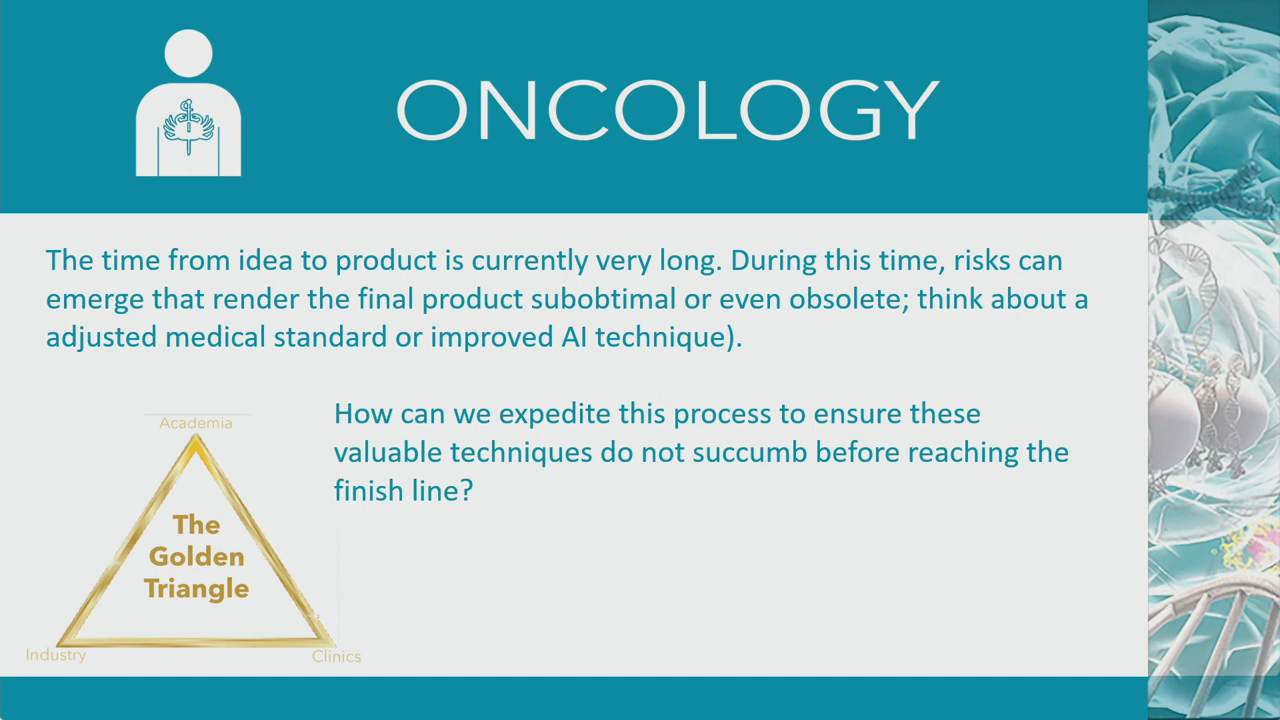 ONCOLOGY
The time from idea to product is currently very long. During this time, risks can
emerge that render the final product subobtimal or even obsolete; think about a
adjusted medical standard or improved AI technique).
How can we expedite this process to ensure these
valuable techniques do not succumb before reaching the
finish line?
Academia
The
Golden
Triangle
Industry
Clinics